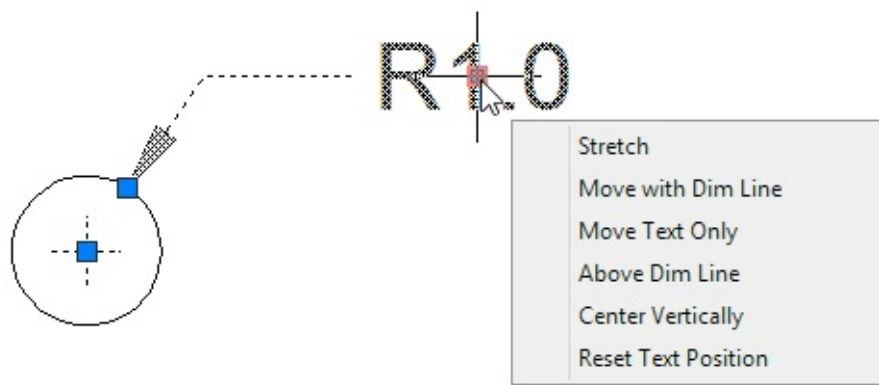 R1.0
Stretch
Move with Dim Line
Move Text Only
Above Dim Line
Center Vertically
Reset Text Position